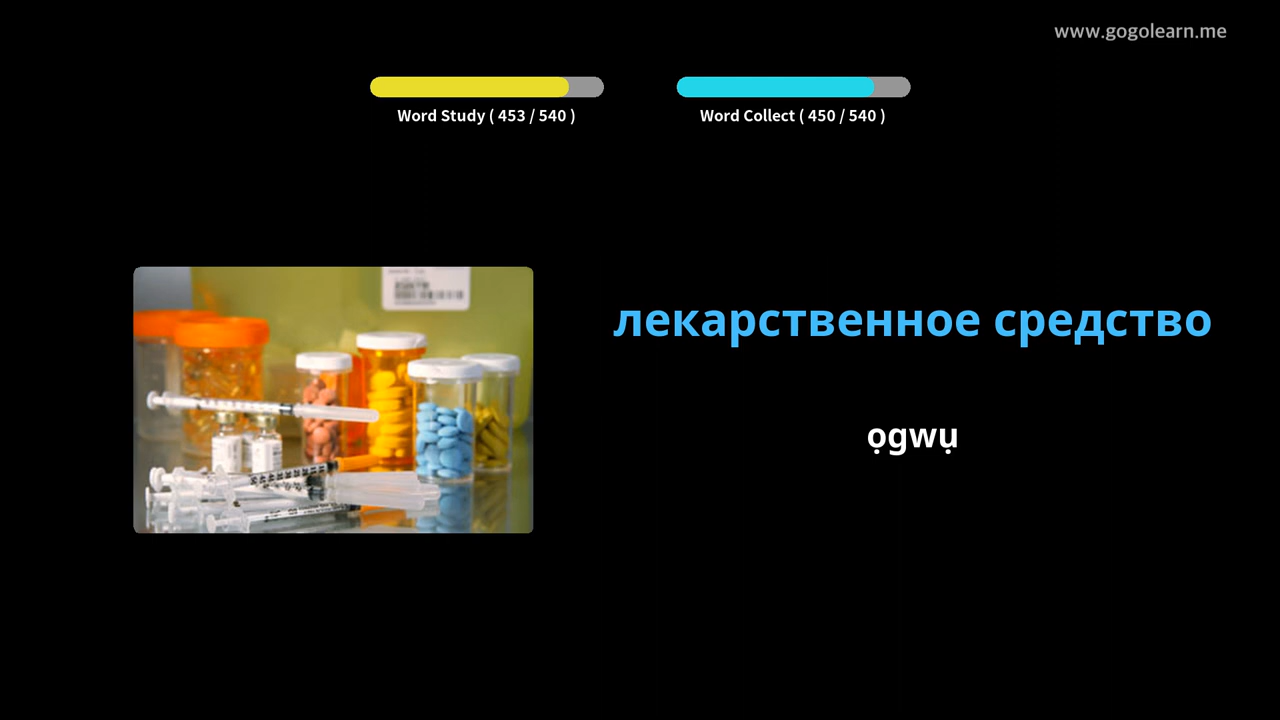 www.gogolearn.me
Word Study ( 453 / 540 )
Word Collect ( 450 / 540 )
лекарственное средство
ọgwụ